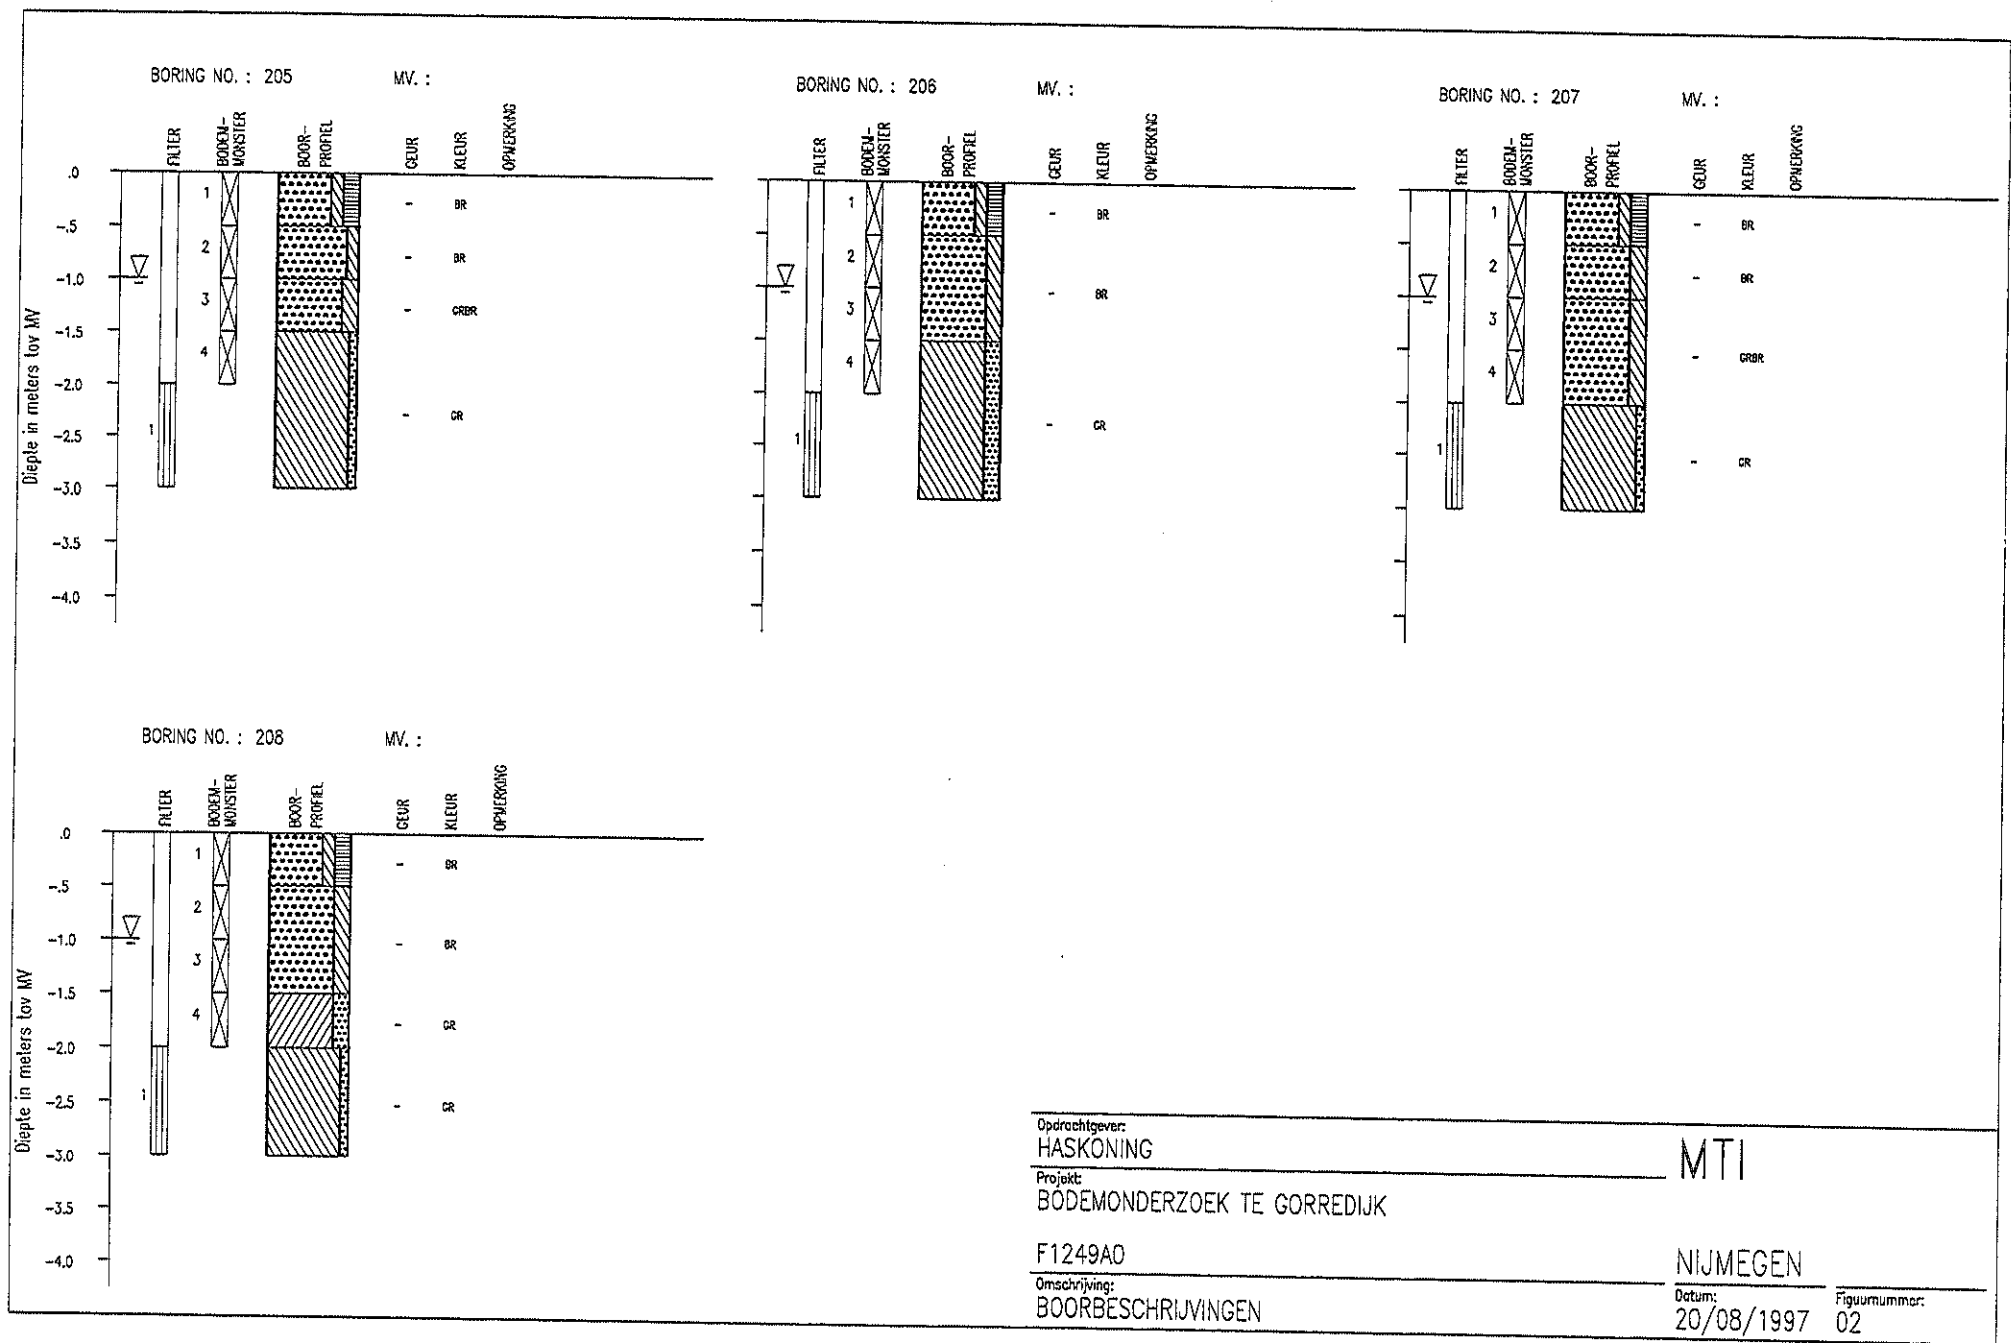 BORING NO. : 205 MV. :
FILTER BODEM-MONSTER BOOR-PROFIEL GEUR KLEUR OPMERKING
.0
1 - BR
-.5
2 - BR
-1.0
3 - GRBR
-1.5
4
-2.0
- GR
1
-2.5
-3.0
-3.5
-4.0
Diepte in meters tov MV
BORING NO. : 206 MV. :
FILTER BODEM-MONSTER BOOR-PROFIEL GEUR KLEUR OPMERKING
1 - BR
2
- BR
3
4
- GR
1
BORING NO. : 207 MV. :
FILTER BODEM-MONSTER BOOR-PROFIEL GEUR KLEUR OPMERKING
1 - BR
2 - BR
3
- GRBR
4
1
- GR
BORING NO. : 208 MV. :
FILTER BODEM-MONSTER BOOR-PROFIEL GEUR KLEUR OPMERKING
.0
1 - BR
-.5
2
-1.0 - BR
3
-1.5
4 - GR
-2.0
1
-2.5 - GR
-3.0
-3.5
-4.0
Diepte in meters tov MV
Opdrachtgever:
HASKONING
MTI
Projekt:
BODEMONDERZOEK TE GORREDIJK
F1249A0
NIJMEGEN
Omschrijving:
BOORBESCHRIJVINGEN
Datum:
20/08/1997
Figuurnummer:
02